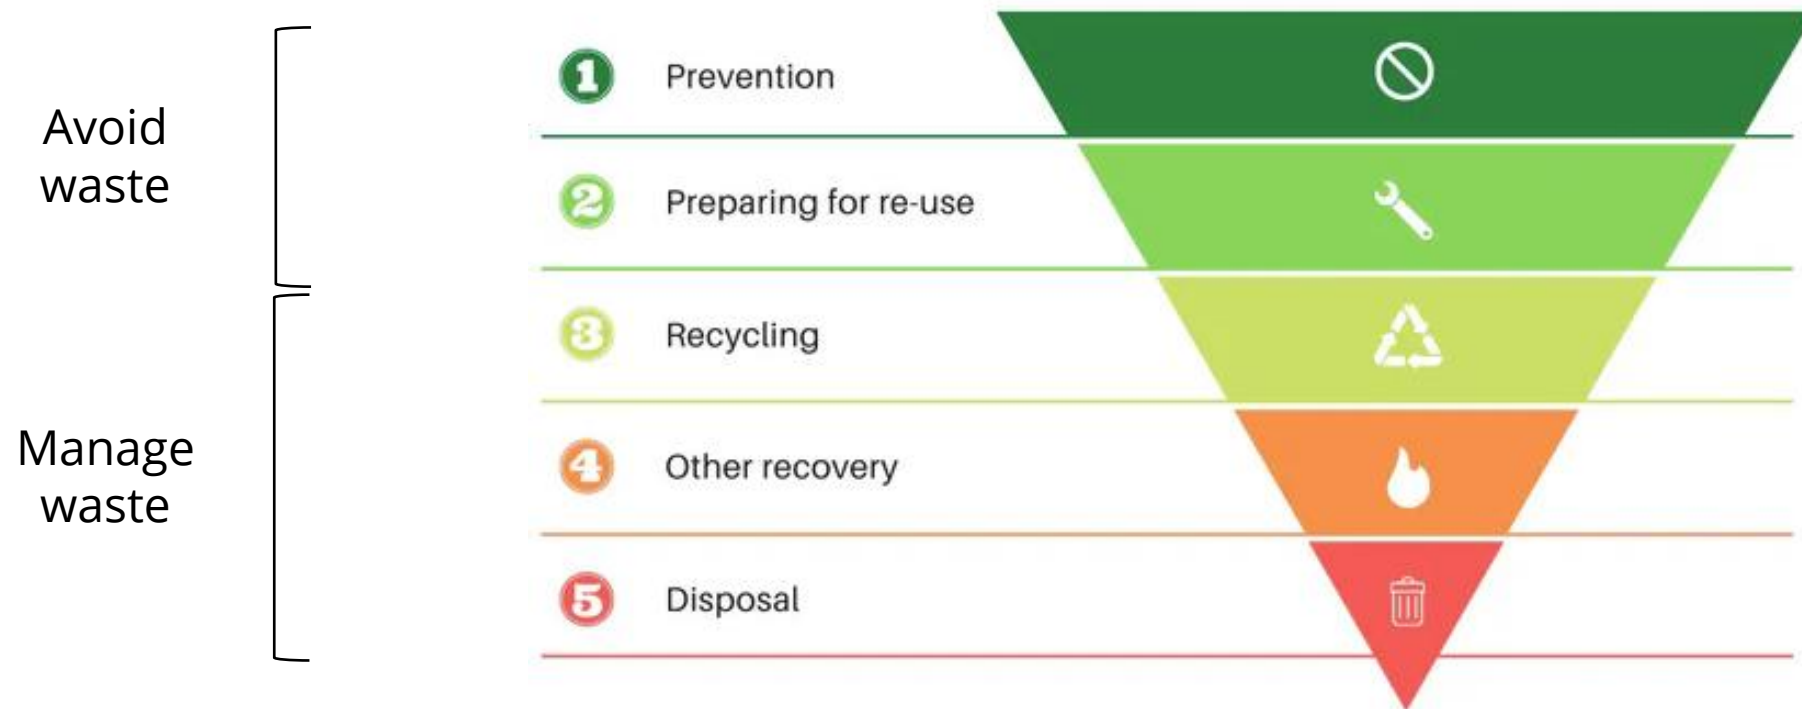 Avoid
waste
1 Prevention
2 Preparing for re-use
3 Recycling
Manage
waste
4 Other recovery
5 Disposal